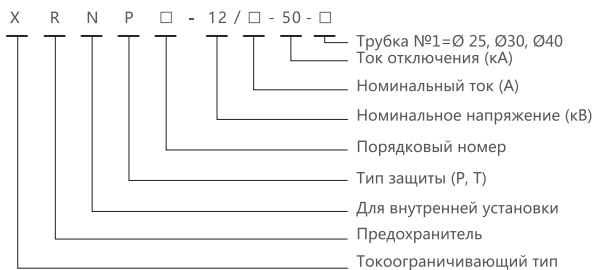 X R N P □ - 12 / □ - 50 - □
Трубка №1=Ø 25, Ø30, Ø40
Ток отключения (кА)
Номинальный ток (А)
Номинальное напряжение (кВ)
Порядковый номер
Тип защиты (Р, Т)
Для внутренней установки
Предохранитель
Токоограничивающий тип